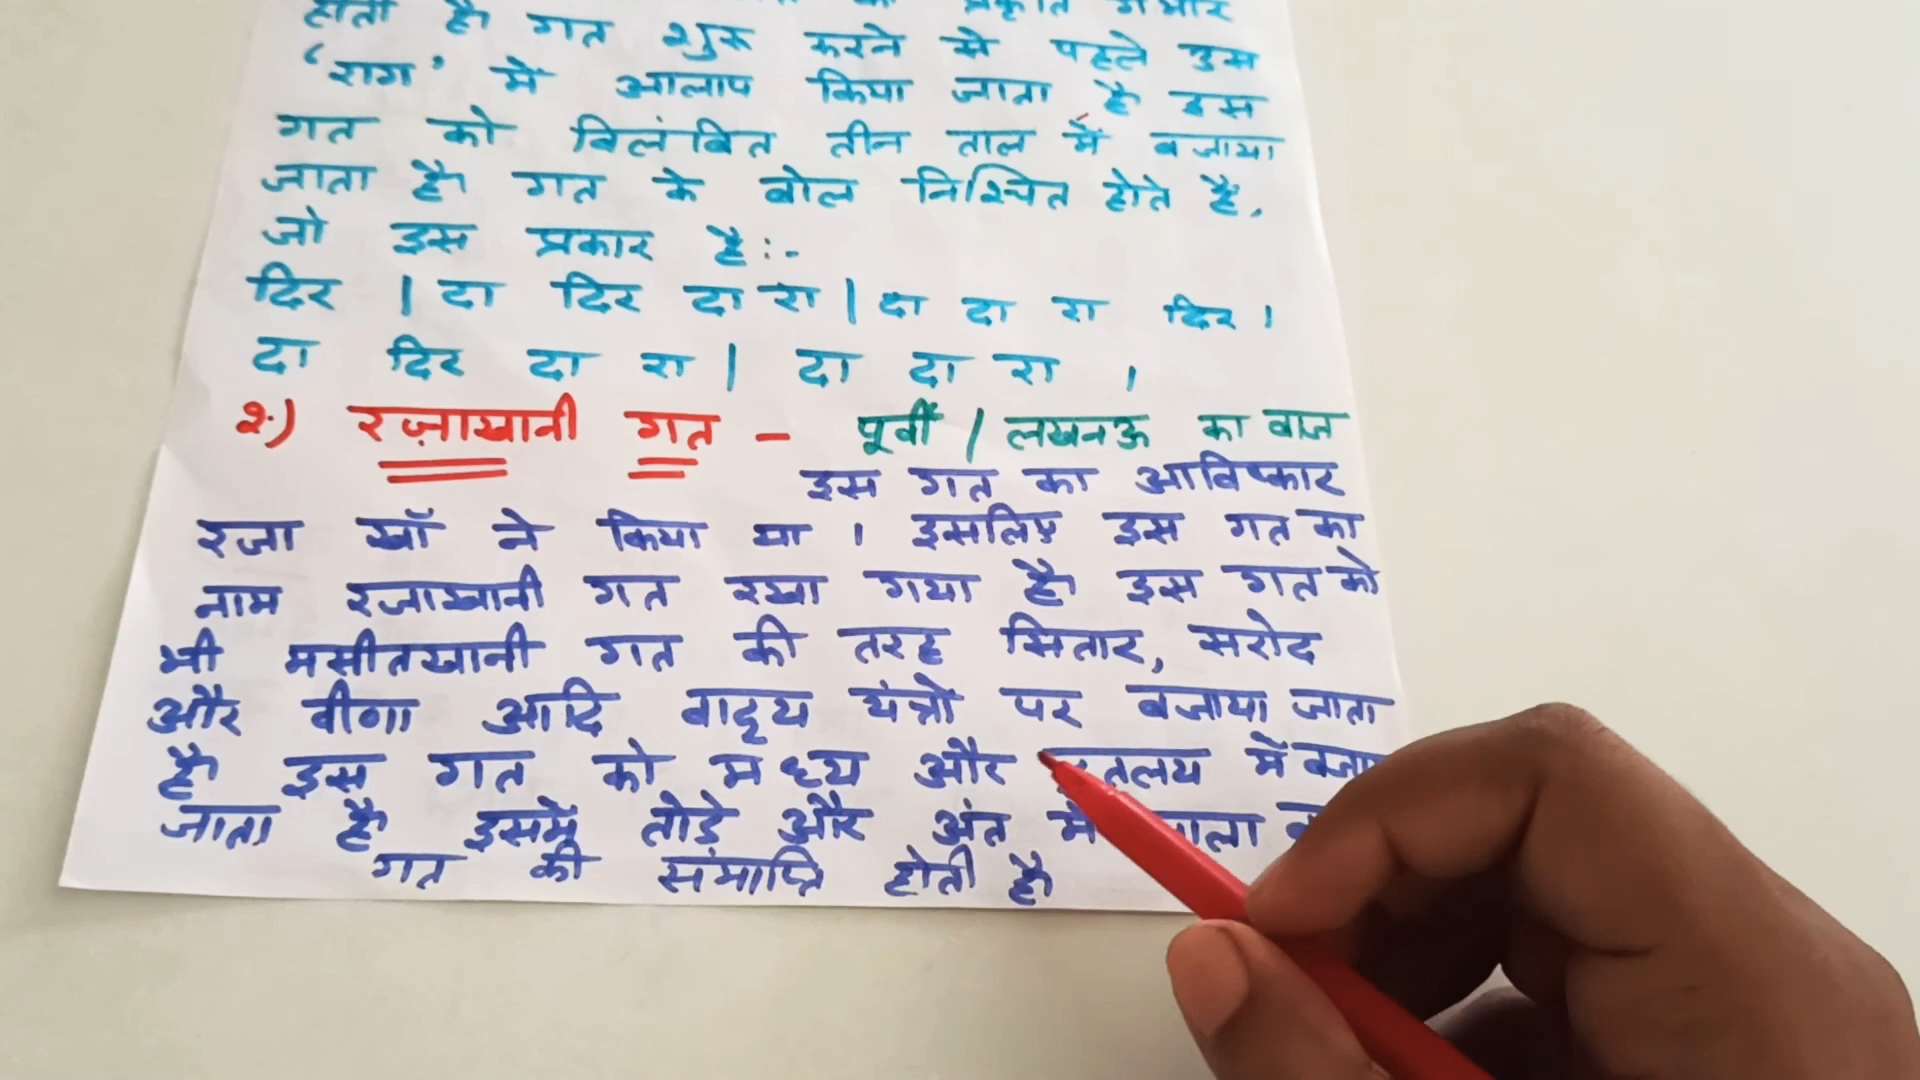 होती है। गत शुरू करने से पहले उस
'राग' में आलाप किया जाता है इस
गत को विलंबित तीन ताल में बजाया
जाता है। गत के बोल निश्चित होते हैं,
जो इस प्रकार है:-
दिर | दा दिर दा रा | दा दा रा दिर ।
दा दिर दा रा | दा दा रा ।
२.) रज़ाखानी गत - पूर्वी / लखनऊ का बाज
इस गत का आविष्कार
रजा खाँ ने किया था । इसलिए इस गत का
नाम रजाखानी गत रखा गया है। इस गत को
भी मसीतखानी गत की तरह सितार, सरोद
और वीणा आदि वाद्य यंत्रो पर बजाया जाता
है। इस गत को मध्य और में
जाता है इसमें तोड़े और अंत में
गत की समाप्ति होती है।